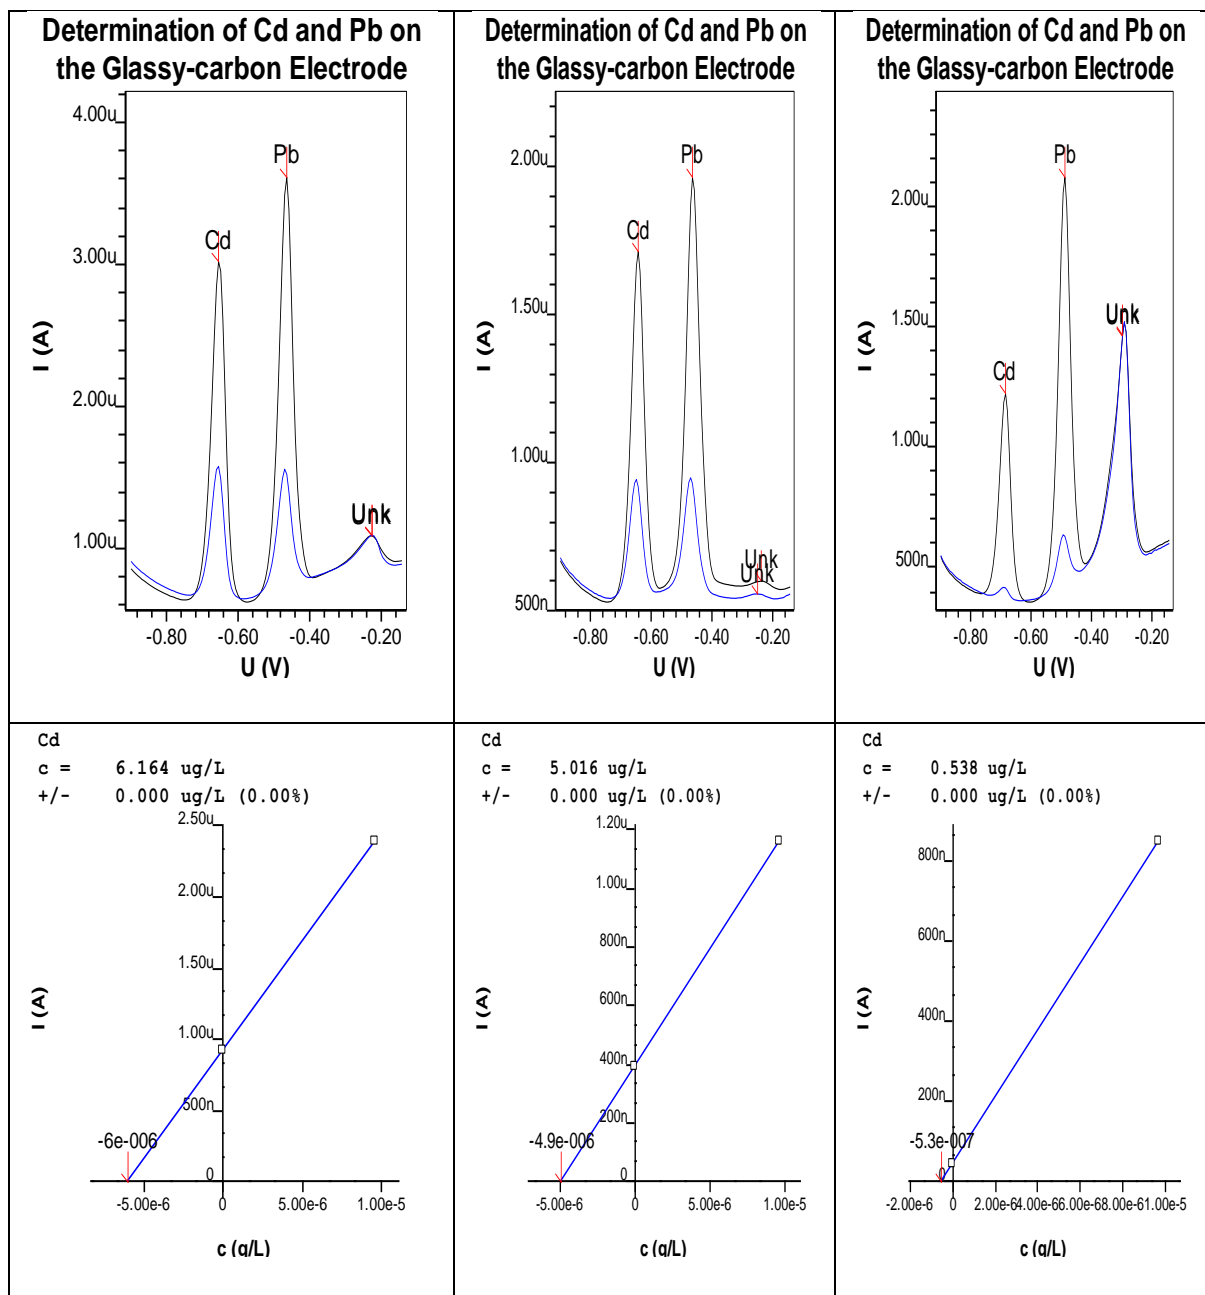 Determination of Cd and Pb on
the Glassy-carbon Electrode
4.00u
3.00u
2.00u
1.00u
Cd
Pb
Unk
I (A)
-0.80 -0.60 -0.40 -0.20
U (V)
Determination of Cd and Pb on
the Glassy-carbon Electrode
2.00u
1.50u
1.00u
500n
Cd
Pb
Unk
Unk
I (A)
-0.80 -0.60 -0.40 -0.20
U (V)
Determination of Cd and Pb on
the Glassy-carbon Electrode
2.00u
1.50u
1.00u
500n
Cd
Pb
Unk
I (A)
-0.80 -0.60 -0.40 -0.20
U (V)
Cd
c = 6.164 ug/L
+/- 0.000 ug/L (0.00%)
2.50u
2.00u
1.50u
1.00u
500n
0
-6e-006
I (A)
-5.00e-6 0 5.00e-6 1.00e-5
c (g/L)
Cd
c = 5.016 ug/L
+/- 0.000 ug/L (0.00%)
1.20u
1.00u
800n
600n
400n
200n
0
-4.9e-006
I (A)
-5.00e-6 0 5.00e-6 1.00e-5
c (g/L)
Cd
c = 0.538 ug/L
+/- 0.000 ug/L (0.00%)
800n
600n
400n
200n
0
-5.3e-007
I (A)
-2.00e-6 0 2.00e-6 4.00e-6 6.00e-6 8.00e-6 1.00e-5
c (g/L)